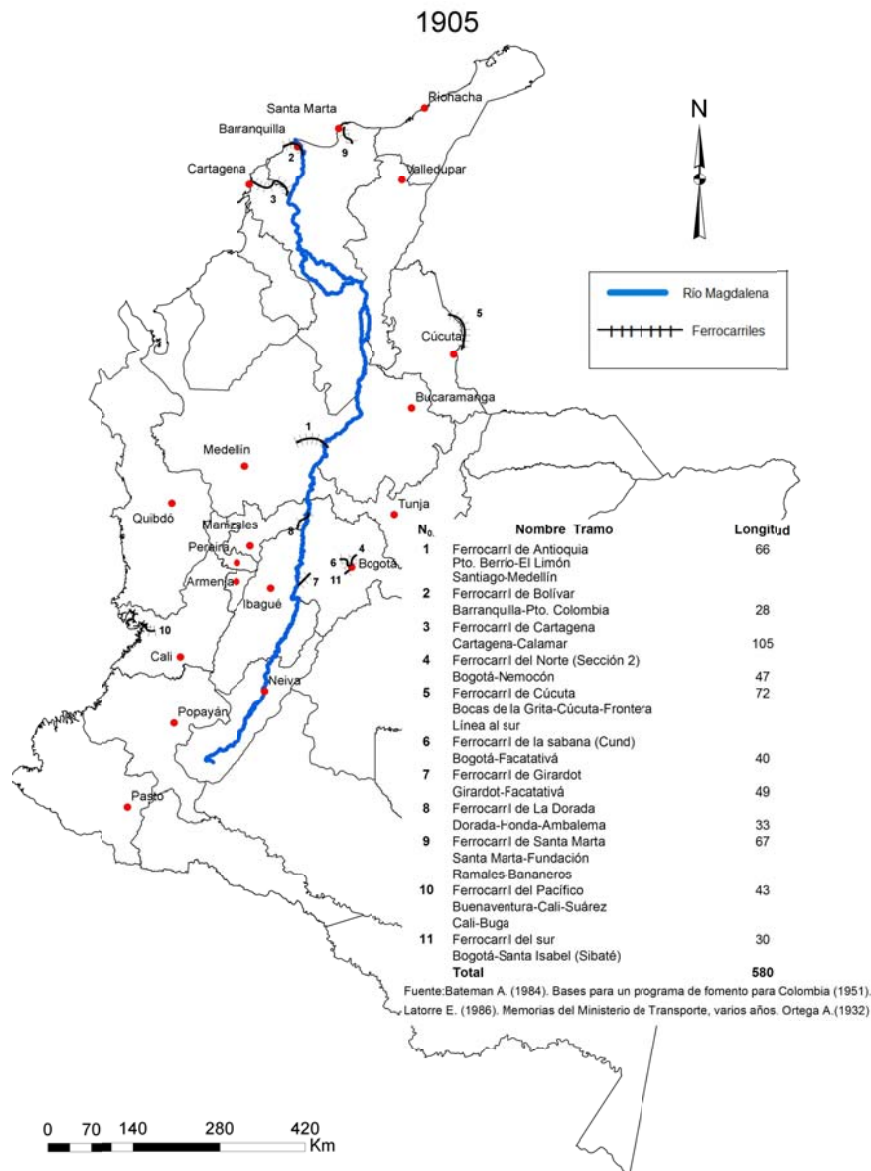 1905
Riohacha
Santa Marta
Barranquilla
2
9
N
Cartagena
Valledupar
3
Río Magdalena
5
Ferrocarriles
Cúcuta
Bucaramanga
1
Medellín
Quibdó
Tunja
8
Manizales
Pereira
4
6
Bogotá
11
7
Armenia
Ibagué
10
Cali
Neiva
Popayán
Pasto
No. Nombre Tramo Longitud
1 Ferrocarril de Antioquia 66
Pto. Berrio-El Limón
Santiago-Medellín
2 Ferrocarril de Bolívar
Barranquilla-Pto. Colombia 28
3 Ferrocarril de Cartagena
Cartagena-Calamar 105
4 Ferrocarril del Norte (Sección 2)
Bogotá-Nemocón 47
5 Ferrocarril de Cúcuta 72
Bocas de la Grita-Cúcuta-Frontera
Línea al sur
6 Ferrocarril de la sabana (Cund)
Bogotá-Facatativá 40
7 Ferrocarril de Girardot
Girardot-Facatativá 49
8 Ferrocarril de La Dorada
Dorada-Honda-Ambalema 33
9 Ferrocarril de Santa Marta 67
Santa Marta-Fundación
Ramales-Bananeros
10 Ferrocarril del Pacífico 43
Buenaventura-Cali-Suárez
Cali-Buga
11 Ferrocarril del sur 30
Bogotá-Santa Isabel (Sibaté)
Total 580
Fuente:Bateman A. (1984). Bases para un programa de fomento para Colombia (1951).
Latorre E. (1986). Memorias del Ministerio de Transporte, varios años. Ortega A.(1932)
0 70 140 280 420
Km